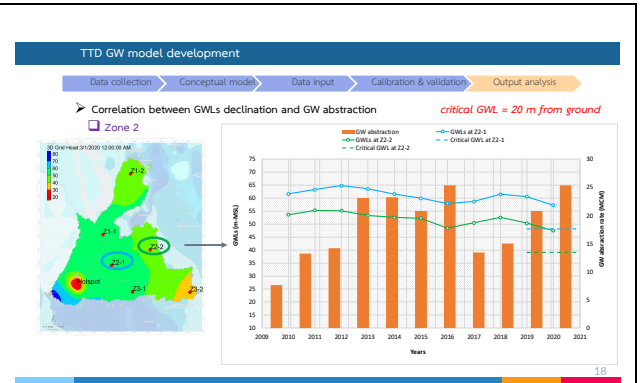 TTD GW model development
Data collection
Conceptual model
Data input
Calibration & validation
Output analysis
➢ Correlation between GWLs declination and GW abstraction
critical GWL = 20 m from ground
❑ Zone 2
3D Grid Head:3/1/2020 12:00:00 AM
80
70
60
50
40
30
20
Z1-2
Z1-1
Z2-2
Z2-1
Hotspot
Z3-1
Z3-2
GW abstraction
GWLs at Z2-1
GWLs at Z2-2
Critical GWL at Z2-1
Critical GWL at Z2-2
GWLs (m-MSL)
75
70
65
60
55
50
45
40
35
30
25
20
15
10
30
25
20
15
10
5
0
GW absraction rate (MCM)
2009 2010 2011 2012 2013 2014 2015 2016 2017 2018 2019 2020 2021
Years
18